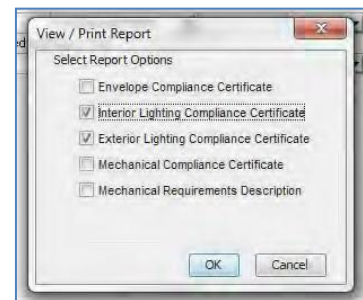 View / Print Report
Select Report Options
Envelope Compliance Certificate
Interior Lighting Compliance Certificate
Exterior Lighting Compliance Certificate
Mechanical Compliance Certificate
Mechanical Requirements Description
OK Cancel